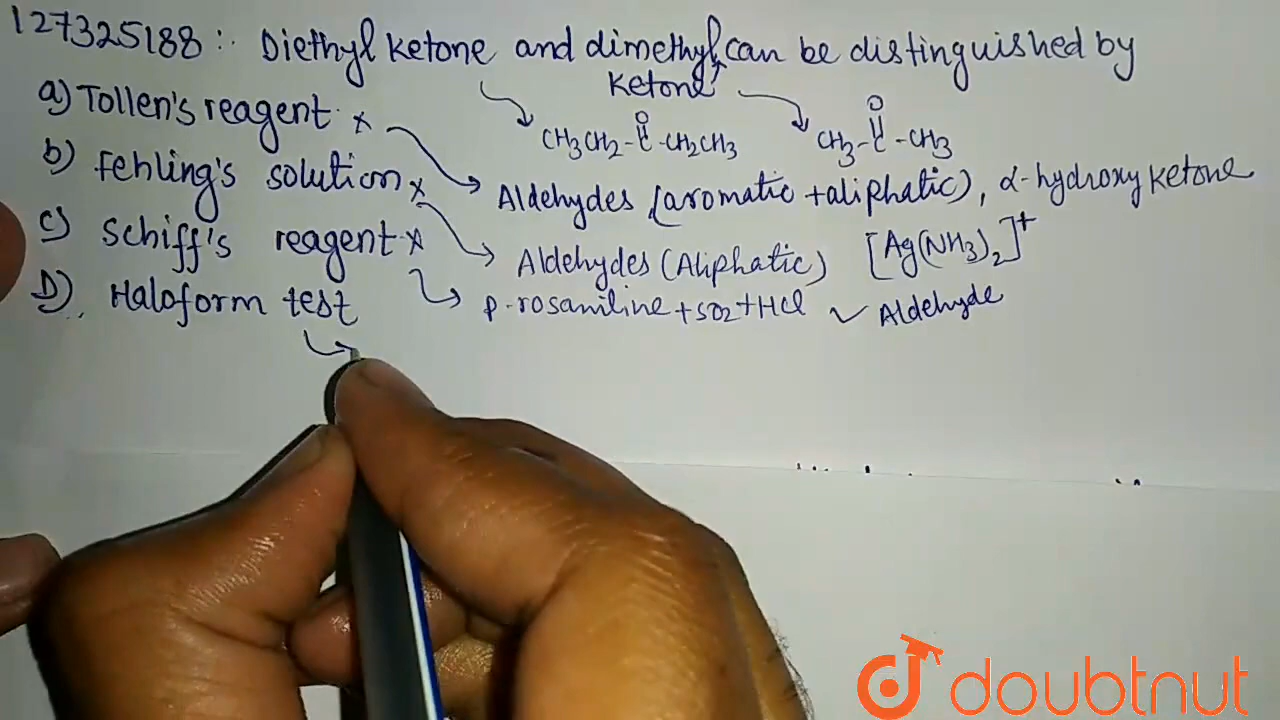 127325188:. Diethyl ketone and dimethyl can be distinguished by
ketone
a) Tollen's reagent x
CH3CH2-C-CH2CH3
O
CH3-C-CH3
O
Aldehydes (aromatic + aliphatic), α-hydroxy ketone
b) fehling's solution x
Aldehydes (Aliphatic) [Ag(NH3)2]+
c) Schiff's reagent x
p-rosaniline + SO2 + HCl ✓ Aldehyde
D) Haloform test
doubtnut